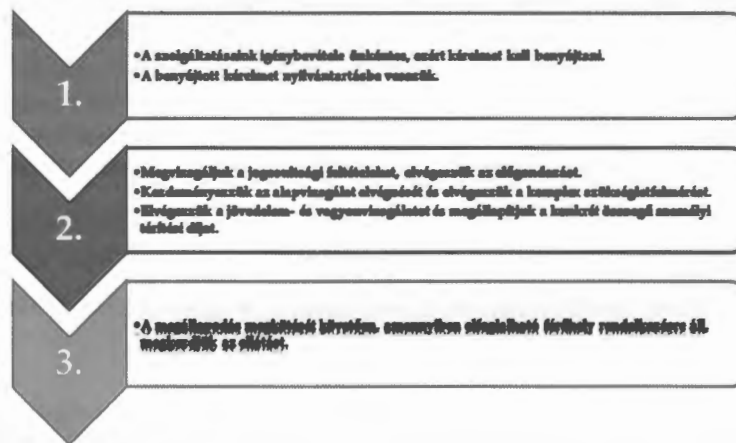 1.
•A szolgáltatásaink igénybevétele önkéntes, ezért kérelmet kell benyújtani.
•A benyújtott kérelmet nyilvántartásba vesszük.
2.
•Megvizsgáljuk a jogosultsági feltételeket, elvégezzük az előgondozást.
•Kezdeményezzük az alapvizsgálat elvégzését és elvégezzük a komplex szükségletfelmérést.
•Elvégezzük a jövedelem- és vagyonvizsgálatot és megállapítjuk a konkrét összegű személyi
térítési díjat.
3.
•A megállapodás megkötését követően, amennyiben elfoglalható férőhely rendelkezésre áll,
megkezdjük az ellátást.